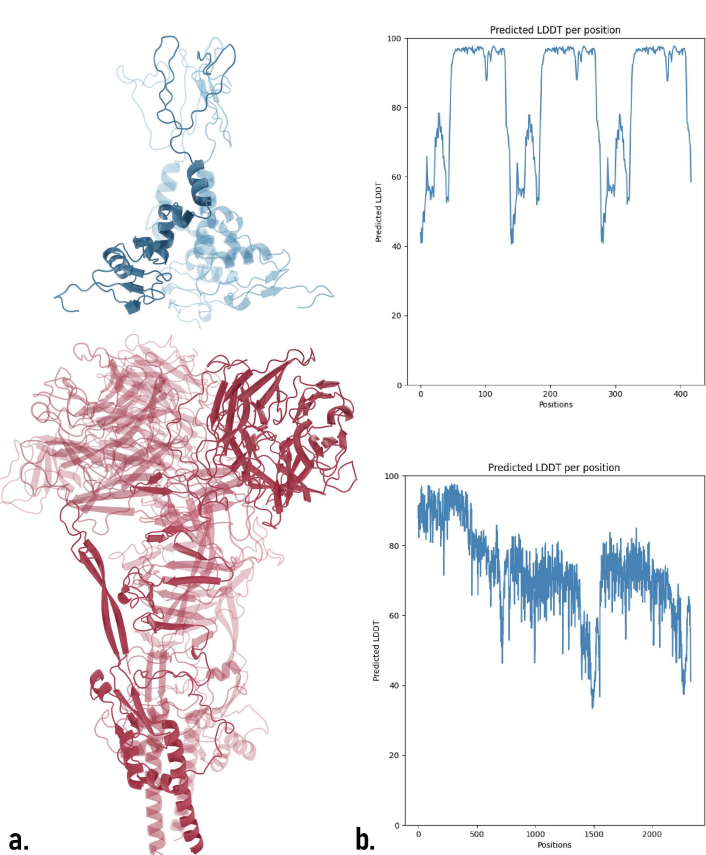 Predicted LDDT per position
100
80
60
40
20
0
Predicted LDDT
0 100 200 300 400
Positions
Predicted LDDT per position
100
80
60
40
20
0
Predicted LDDT
0 500 1000 1500 2000
Positions
a. b.